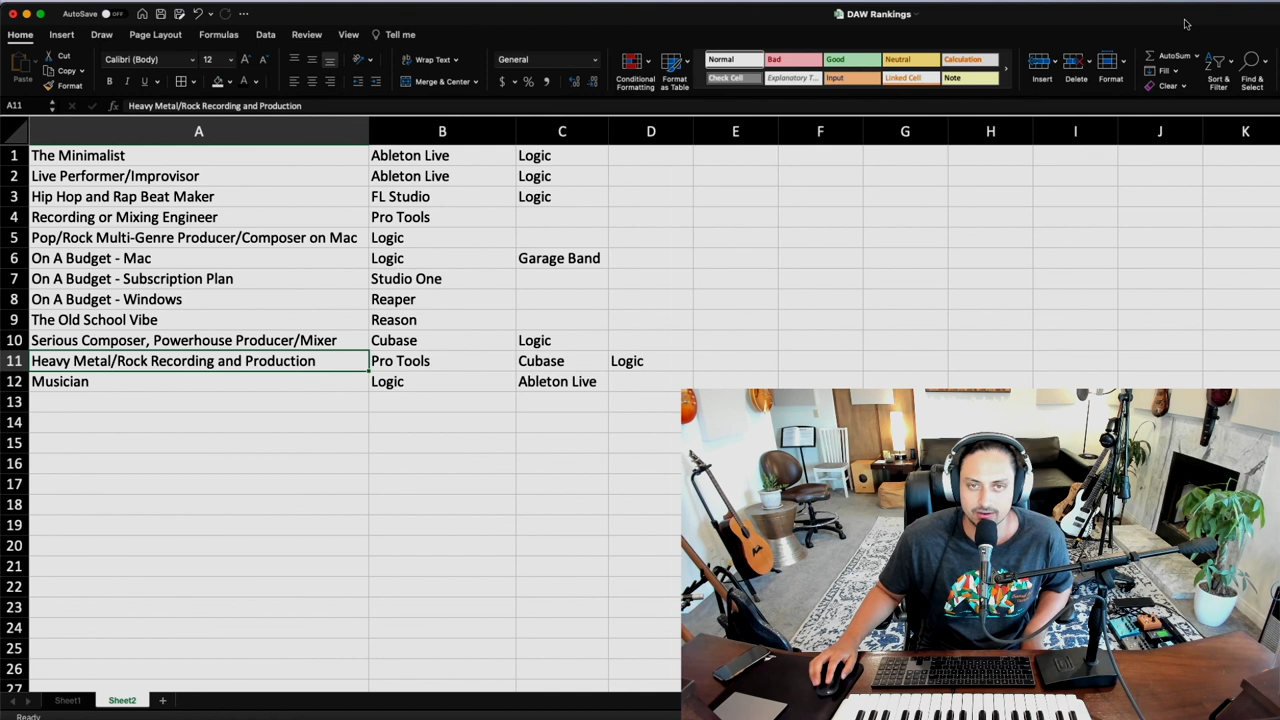 AutoSave OFF DAW Rankings
Home Insert Draw Page Layout Formulas Data Review View Tell me
Paste Cut Copy Format
Calibri (Body) 12
B I U
Wrap Text
Merge & Center
General
Conditional Formatting
Format as Table
Normal Bad Good Neutral Calculation
Check Cell Explanatory T... Input Linked Cell Note
Insert Delete Format
AutoSum
Fill
Clear
Sort & Filter
Find & Select
A11 fx Heavy Metal/Rock Recording and Production
A B C D E F G H I J K
1 The Minimalist Ableton Live Logic
2 Live Performer/Improvisor Ableton Live Logic
3 Hip Hop and Rap Beat Maker FL Studio Logic
4 Recording or Mixing Engineer Pro Tools
5 Pop/Rock Multi-Genre Producer/Composer on Mac Logic
6 On A Budget - Mac Logic Garage Band
7 On A Budget - Subscription Plan Studio One
8 On A Budget - Windows Reaper
9 The Old School Vibe Reason
10 Serious Composer, Powerhouse Producer/Mixer Cubase Logic
11 Heavy Metal/Rock Recording and Production Pro Tools Cubase Logic
12 Musician Logic Ableton Live
13
14
15
16
17
18
19
20
21
22
23
24
25
26
27
Sheet1 Sheet2 +
Ready